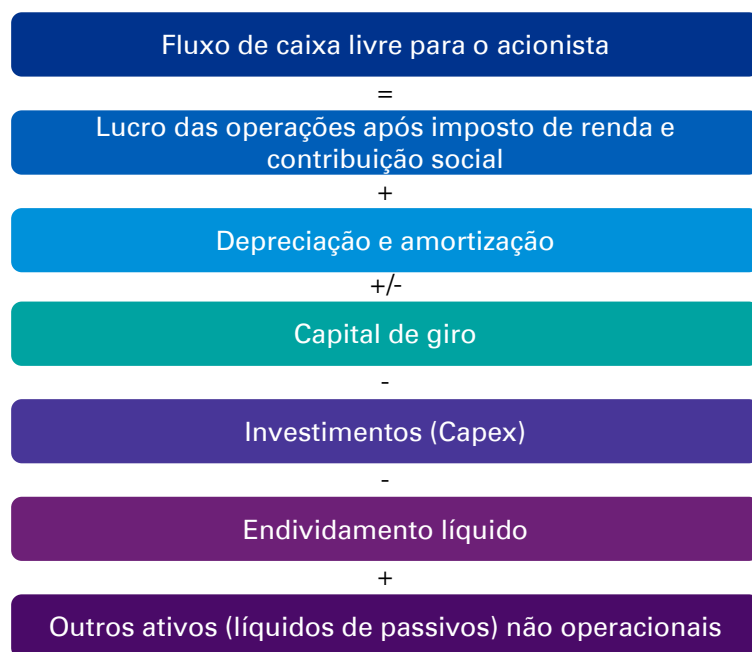 Fluxo de caixa livre para o acionista
=
Lucro das operações após imposto de renda e
contribuição social
+
Depreciação e amortização
+/-
Capital de giro
-
Investimentos (Capex)
-
Endividamento líquido
+
Outros ativos (líquidos de passivos) não operacionais